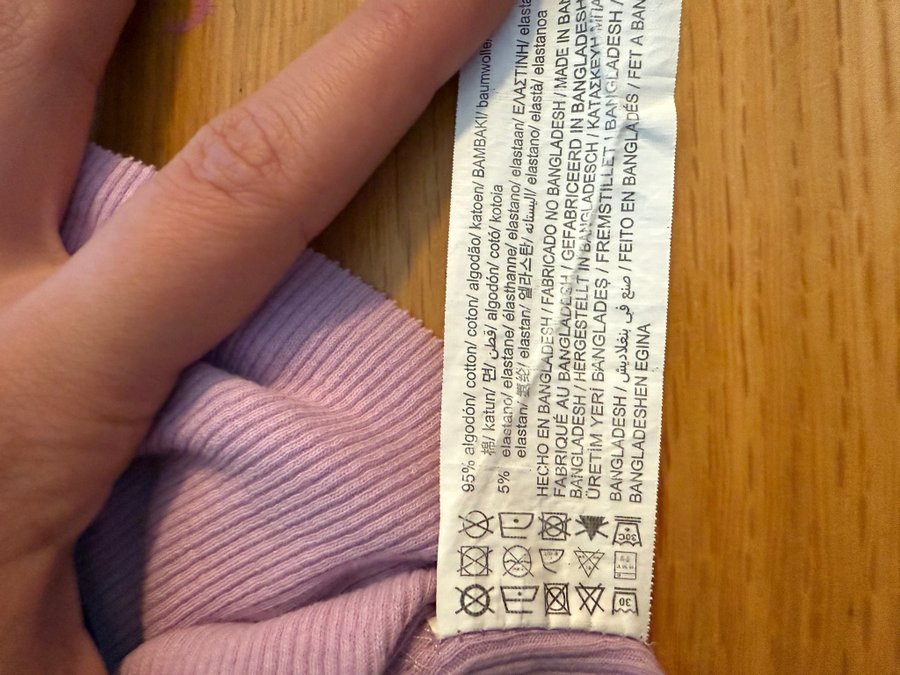 95% algodón/ cotton/ coton/ algodão/ katoen/ BAMBAKI/ baumwolle/
棉/ katun/ 면/ قطن/ algodón/ cotó/ kotoia
5% elastano/ elastane/ élasthanne/ elastano/ elastaan/ ΕΛΑΣΤΙΝΗ/
elastan/ 氨纶/ elastan/ 엘라스탄/ الیستانه/ elastano/ elastà/ elastanoa
HECHO EN BANGLADESH / FABRICADO NO BANGLADESH / MADE IN
FABRIQUÉ AU BANGLADESH / GEFABRICEERD IN BANGLADESH
BANGLADESH / HERGESTELLT IN BANGLADESCH / ΚΑΤΑΣΚΕΥΗ
ÜRETİM YERİ BANGLADEŞ / FREMSTILLET I BANGLADESH /
BANGLADESH / صنع في بنغلاديش / FEITO EN BANGLADÉS / FET A
BANGLADESHEN EGINA
30C
30